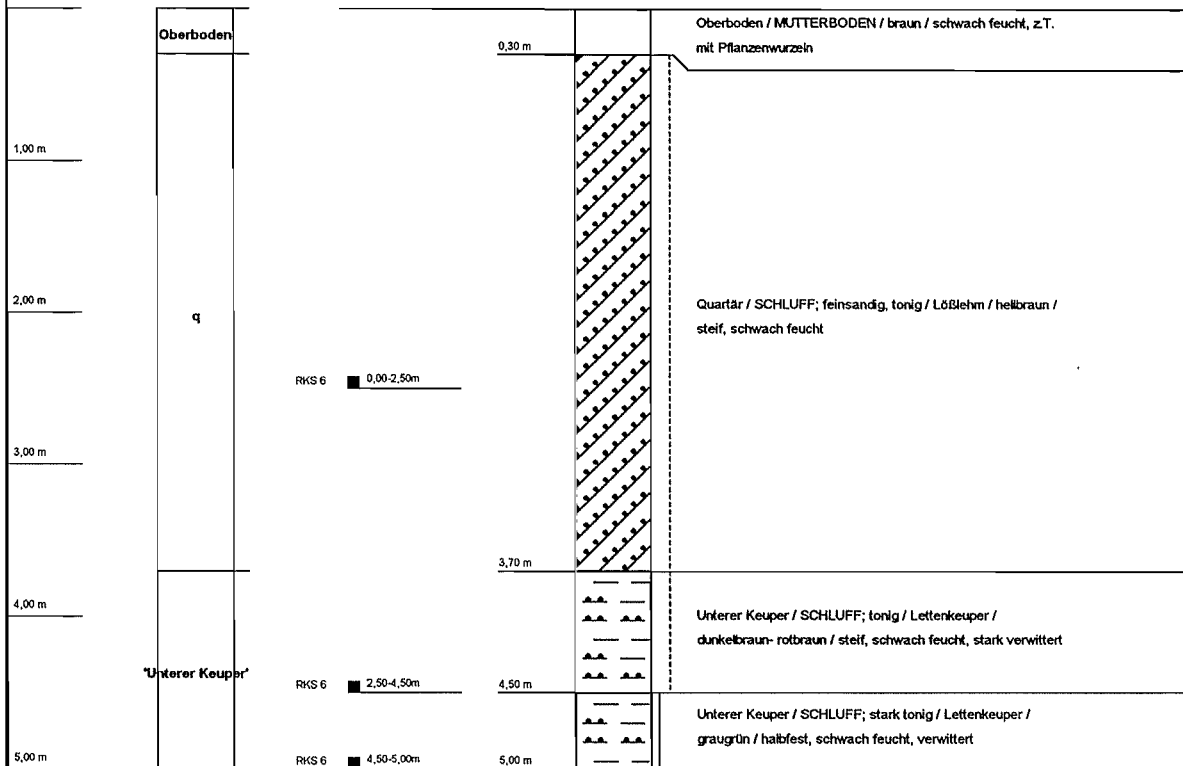 Oberboden
0,30 m
Oberboden / MUTTERBODEN / braun / schwach feucht, z.T.
mit Pflanzenwurzeln
1,00 m
2,00 m
q
Quartär / SCHLUFF; feinsandig, tonig / Lößlehm / hellbraun /
steif, schwach feucht
RKS 6 0,00-2,50m
3,00 m
3,70 m
4,00 m
Unterer Keuper / SCHLUFF; tonig / Lettenkeuper /
dunkelbraun- rotbraun / steif, schwach feucht, stark verwittert
"Unterer Keuper"
RKS 6 2,50-4,50m
4,50 m
Unterer Keuper / SCHLUFF; stark tonig / Lettenkeuper /
graugrün / halbfest, schwach feucht, verwittert
5,00 m
RKS 6 4,50-5,00m
5,00 m